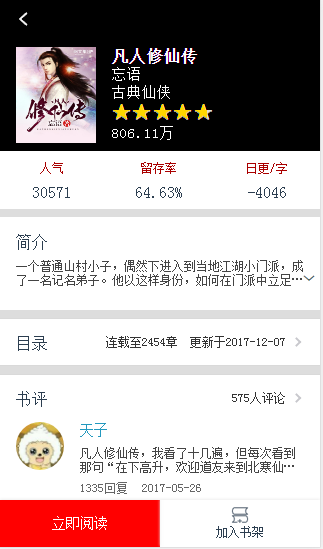 凡人修仙传
忘语
古典仙侠
806.11万
凡人
修仙传
人气 留存率 日更/字
30571 64.63% -4046
简介
一个普通山村小子，偶然下进入到当地江湖小门派，成
了一名记名弟子。他以这样身份，如何在门派中立足…
目录 连载至2454章 更新于2017-12-07
书评 575人评论
天子
凡人修仙传，我看了十几遍，但每次看到
那句“在下高升，欢迎道友来到北寒仙…
1335回复 2017-05-26
立即阅读 加入书架